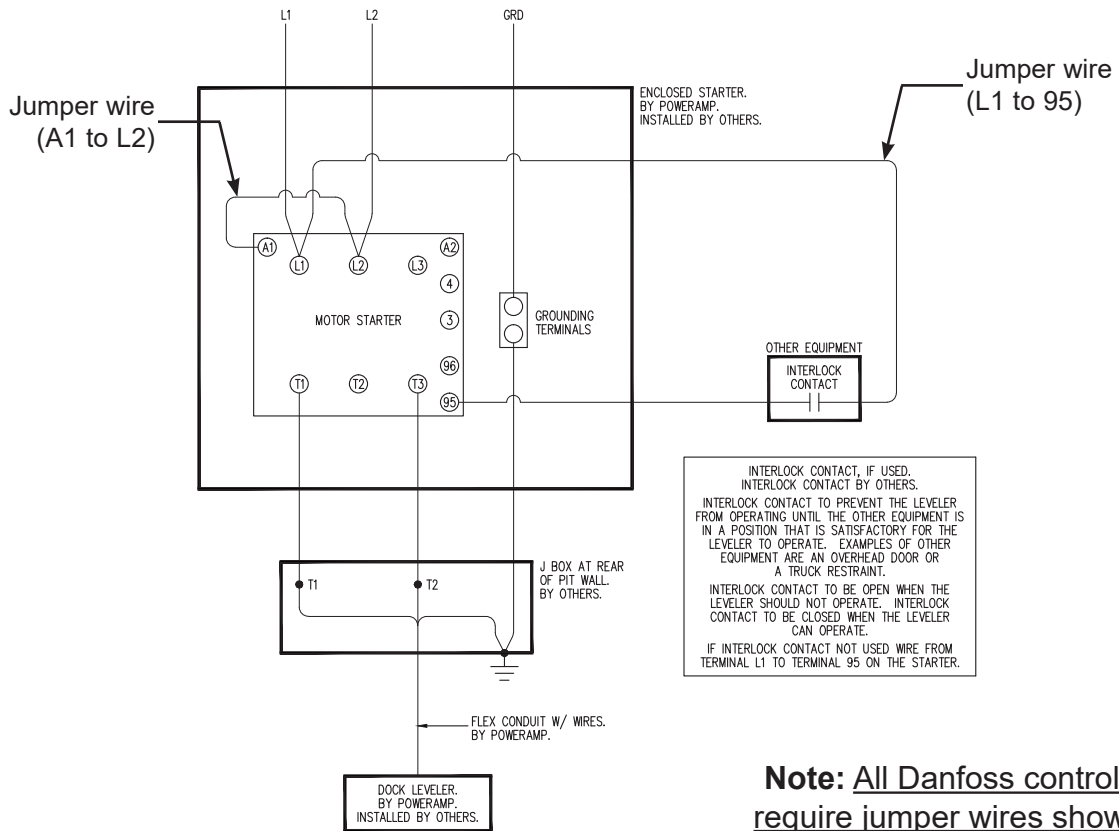 L1
L2
GRD
Jumper wire
(A1 to L2)
ENCLOSED STARTER.
BY POWERAMP.
INSTALLED BY OTHERS.
Jumper wire
(L1 to 95)
A1
L1
L2
L3
A2
4
3
96
95
MOTOR STARTER
T1
T2
T3
GROUNDING
TERMINALS
OTHER EQUIPMENT
INTERLOCK
CONTACT
INTERLOCK CONTACT, IF USED.
INTERLOCK CONTACT BY OTHERS.
INTERLOCK CONTACT TO PREVENT THE LEVELER
FROM OPERATING UNTIL THE OTHER EQUIPMENT IS
IN A POSITION THAT IS SATISFACTORY FOR THE
LEVELER TO OPERATE. EXAMPLES OF OTHER
EQUIPMENT ARE AN OVERHEAD DOOR OR
A TRUCK RESTRAINT.
INTERLOCK CONTACT TO BE OPEN WHEN THE
LEVELER SHOULD NOT OPERATE. INTERLOCK
CONTACT TO BE CLOSED WHEN THE LEVELER
CAN OPERATE.
IF INTERLOCK CONTACT NOT USED WIRE FROM
TERMINAL L1 TO TERMINAL 95 ON THE STARTER.
T1
T2
J BOX AT REAR
OF PIT WALL.
BY OTHERS.
FLEX CONDUIT W/ WIRES.
BY POWERAMP.
DOCK LEVELER.
BY POWERAMP.
INSTALLED BY OTHERS.
Note: All Danfoss control
require jumper wires show